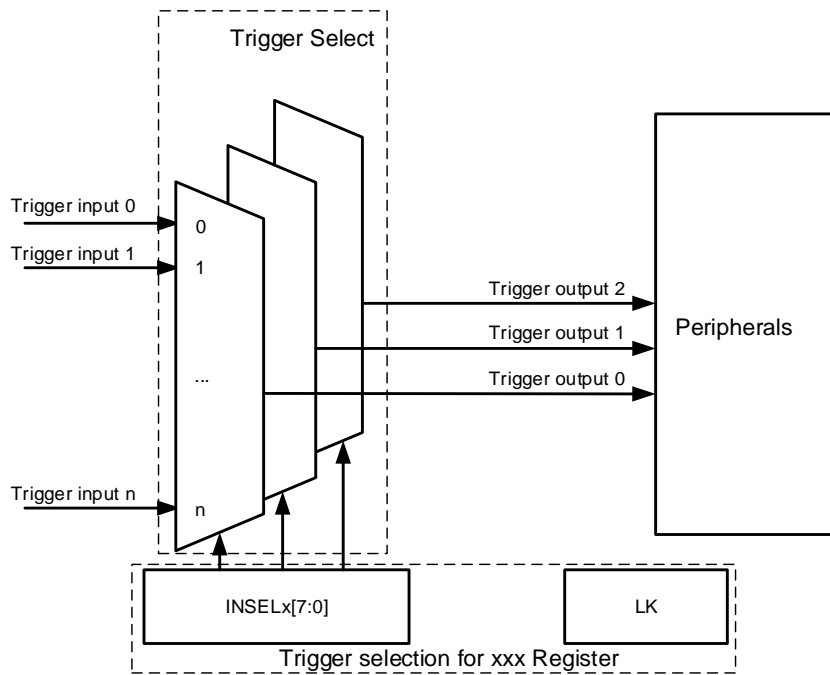 Trigger Select
Trigger input 0
0
Trigger input 1
1
Trigger output 2
Trigger output 1
Peripherals
...
Trigger output 0
Trigger input n
n
INSELx[7:0]
LK
Trigger selection for xxx Register